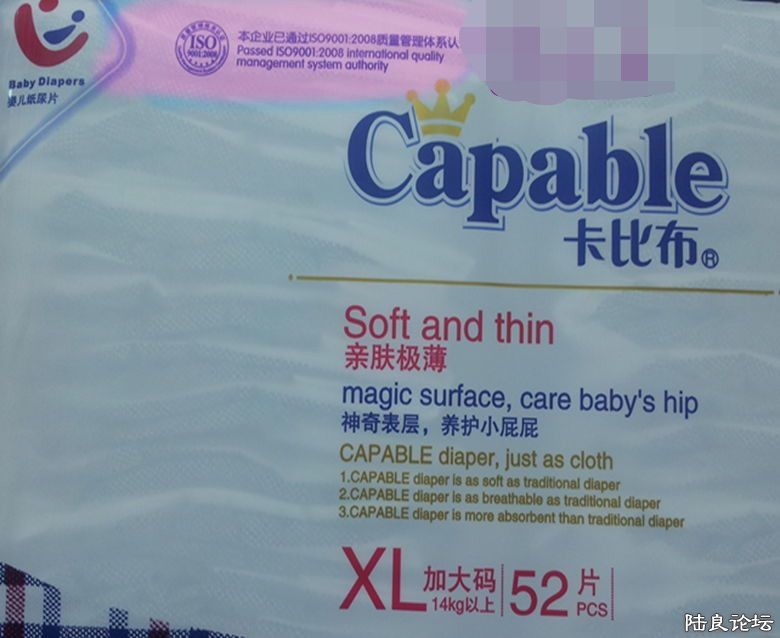 Baby Diapers
婴儿纸尿片
ISO
9001:2008
本企业已通过ISO9001:2008质量管理体系认
Passed ISO9001:2008 international quality
management system authority
Capable
卡比布®
Soft and thin
亲肤极薄
magic surface, care baby's hip
神奇表层，养护小屁屁
CAPABLE diaper, just as cloth
1.CAPABLE diaper is as soft as traditional diaper
2.CAPABLE diaper is as breathable as traditional diaper
3.CAPABLE diaper is more absorbent than traditional diaper
XL 加大码 14kg以上 52 片 PCS
陆良论坛